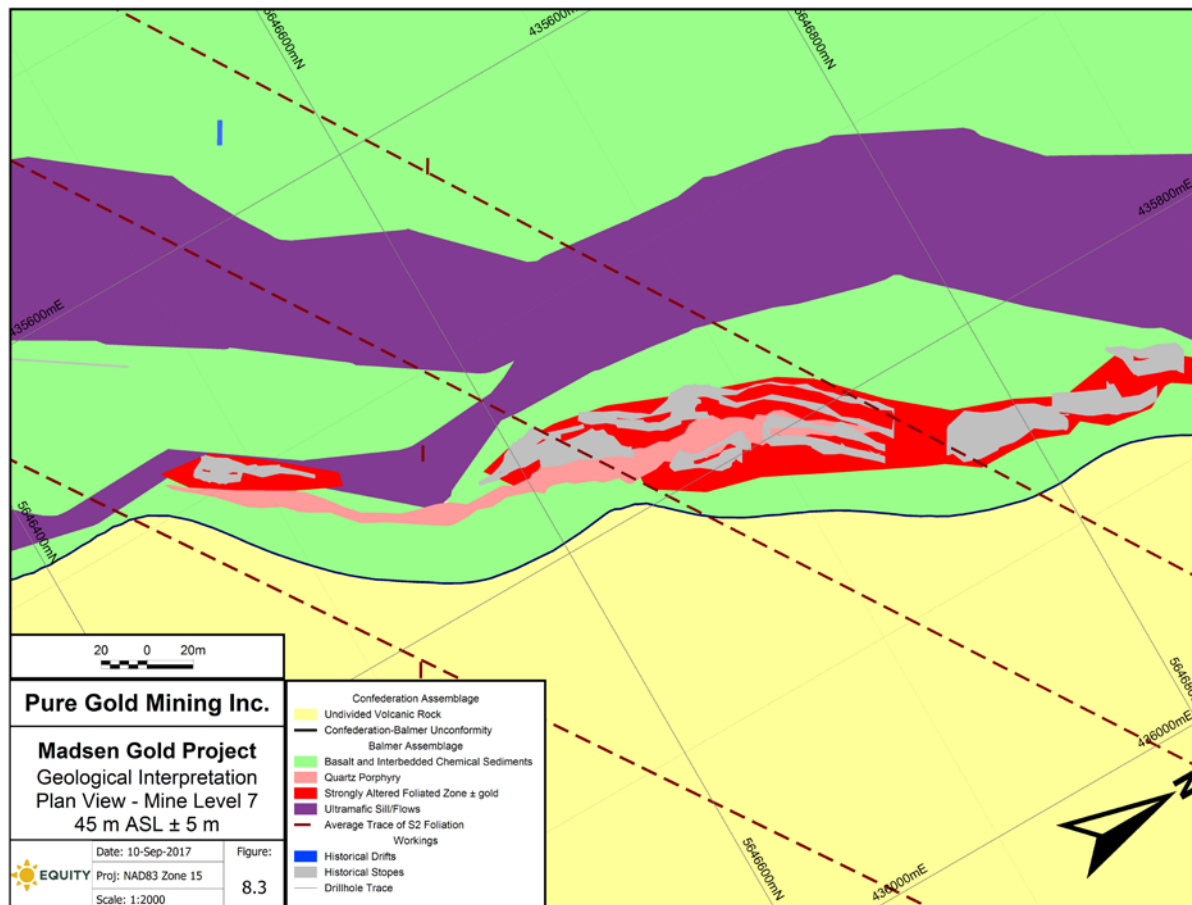 5646600mN
435600mE
5646800mN
435800mE
435600mE
5646400mN
5646800mN
436000mE
5646600mN
436000mE
N
20 0 20m
Pure Gold Mining Inc.
Madsen Gold Project
Geological Interpretation
Plan View - Mine Level 7
45 m ASL ± 5 m
EQUITY
Date: 10-Sep-2017
Proj: NAD83 Zone 15
Scale: 1:2000
Figure:
8.3
Confederation Assemblage
Undivided Volcanic Rock
Confederation-Balmer Unconformity
Balmer Assemblage
Basalt and Interbedded Chemical Sediments
Quartz Porphyry
Strongly Altered Foliated Zone ± gold
Ultramafic Sill/Flows
Average Trace of S2 Foliation
Workings
Historical Drifts
Historical Stopes
Drillhole Trace